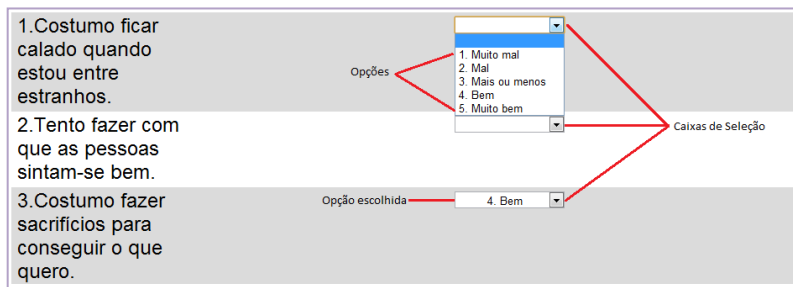 1.Costumo ficar
calado quando
estou entre
estranhos.
Opções
1. Muito mal
2. Mal
3. Mais ou menos
4. Bem
5. Muito bem
Caixas de Seleção
2.Tento fazer com
que as pessoas
sintam-se bem.
3.Costumo fazer
sacrifícios para
conseguir o que
quero.
Opção escolhida
4. Bem